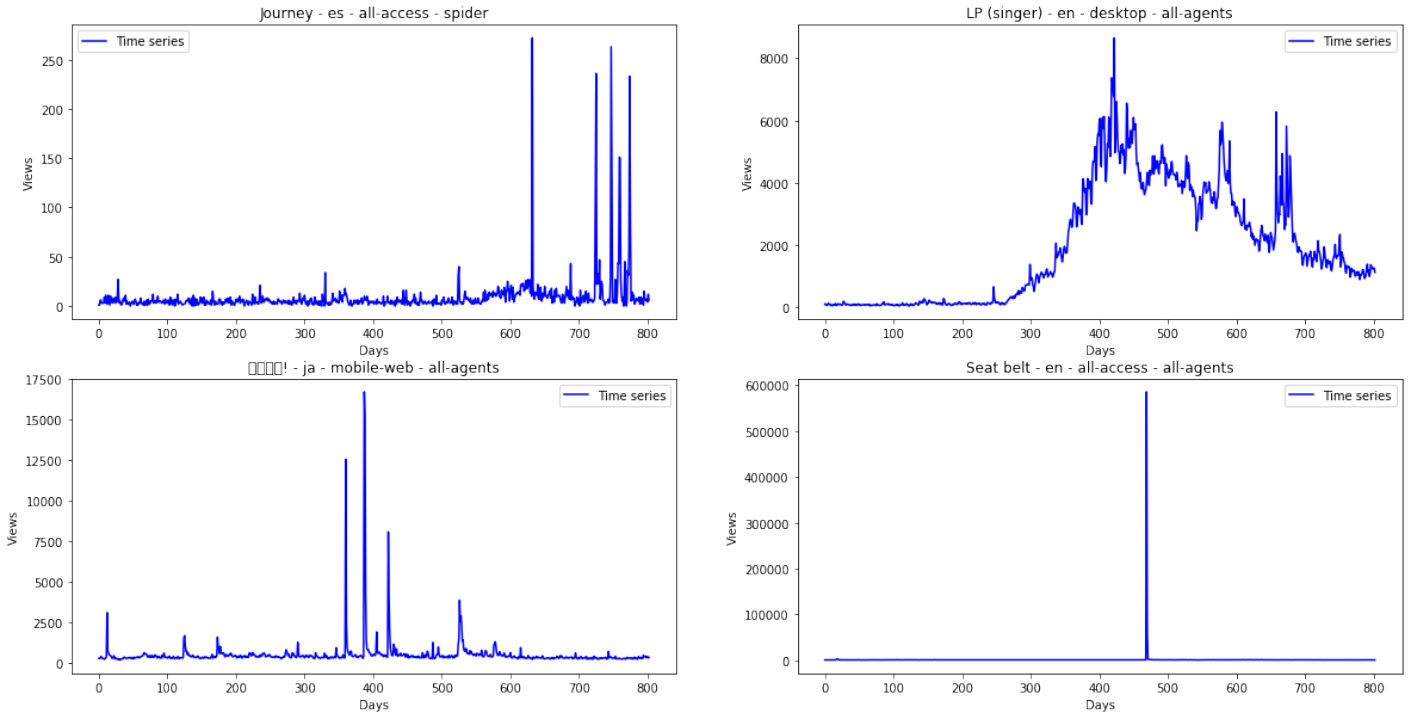 Journey - es - all-access - spider
Time series
250
200
150
100
50
0
Views
0 100 200 300 400 500 600 700 800
Days
LP (singer) - en - desktop - all-agents
Time series
8000
6000
4000
2000
0
Views
0 100 200 300 400 500 600 700 800
Days
! - ja - mobile-web - all-agents
Time series
17500
15000
12500
10000
7500
5000
2500
0
Views
0 100 200 300 400 500 600 700 800
Days
Seat belt - en - all-access - all-agents
Time series
600000
500000
400000
300000
200000
100000
0
Views
0 100 200 300 400 500 600 700 800
Days